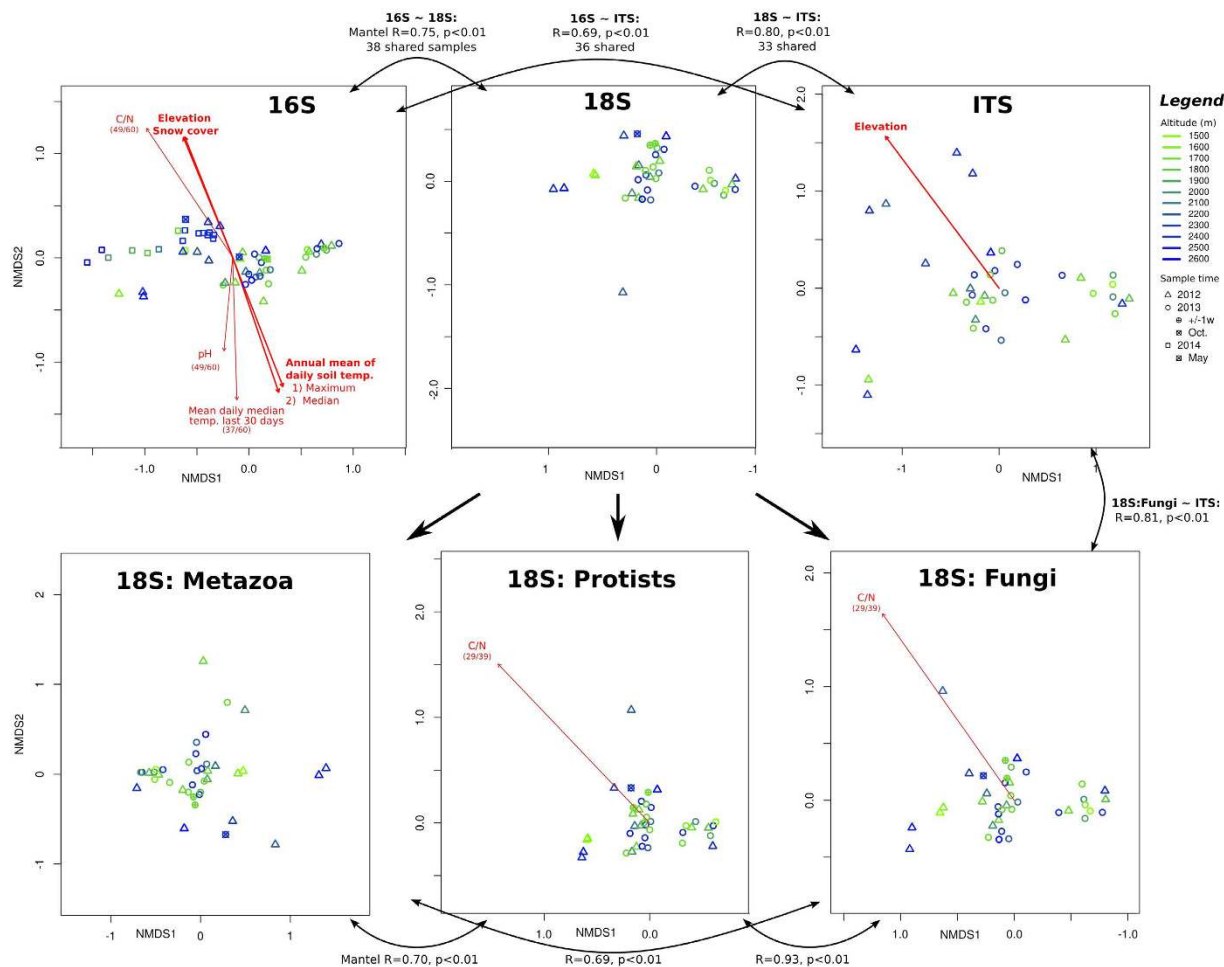 16S ~ 18S:
Mantel R=0.75, p<0.01
38 shared samples
16S ~ ITS:
R=0.69, p<0.01
36 shared
18S ~ ITS:
R=0.80, p<0.01
33 shared
16S
C/N
(49/60)
Elevation
Snow cover
pH
(49/60)
Annual mean of
daily soil temp.
1) Maximum
2) Median
Mean daily median
temp. last 30 days
(37/60)
NMDS2
1.0
0.0
-1.0
-1.0
0.0
1.0
NMDS1
18S
0.0
-1.0
-2.0
1
0
-1
NMDS1
ITS
Elevation
2.0
1.0
0.0
-1.0
-1
0
1
NMDS1
Legend
Altitude (m)
1500
1600
1700
1800
1900
2000
2100
2200
2300
2400
2500
2600
Sample time
2012
2013
+/-1w
Oct.
2014
May
18S:Fungi ~ ITS:
R=0.81, p<0.01
18S: Metazoa
NMDS2
2
1
0
-1
-1
0
1
NMDS1
18S: Protists
C/N
(29/39)
2.0
1.0
0.0
1.0
0.0
NMDS1
18S: Fungi
C/N
(29/39)
2.0
1.0
0.0
1.0
0.0
-1.0
NMDS1
Mantel R=0.70, p<0.01
R=0.69, p<0.01
R=0.93, p<0.01